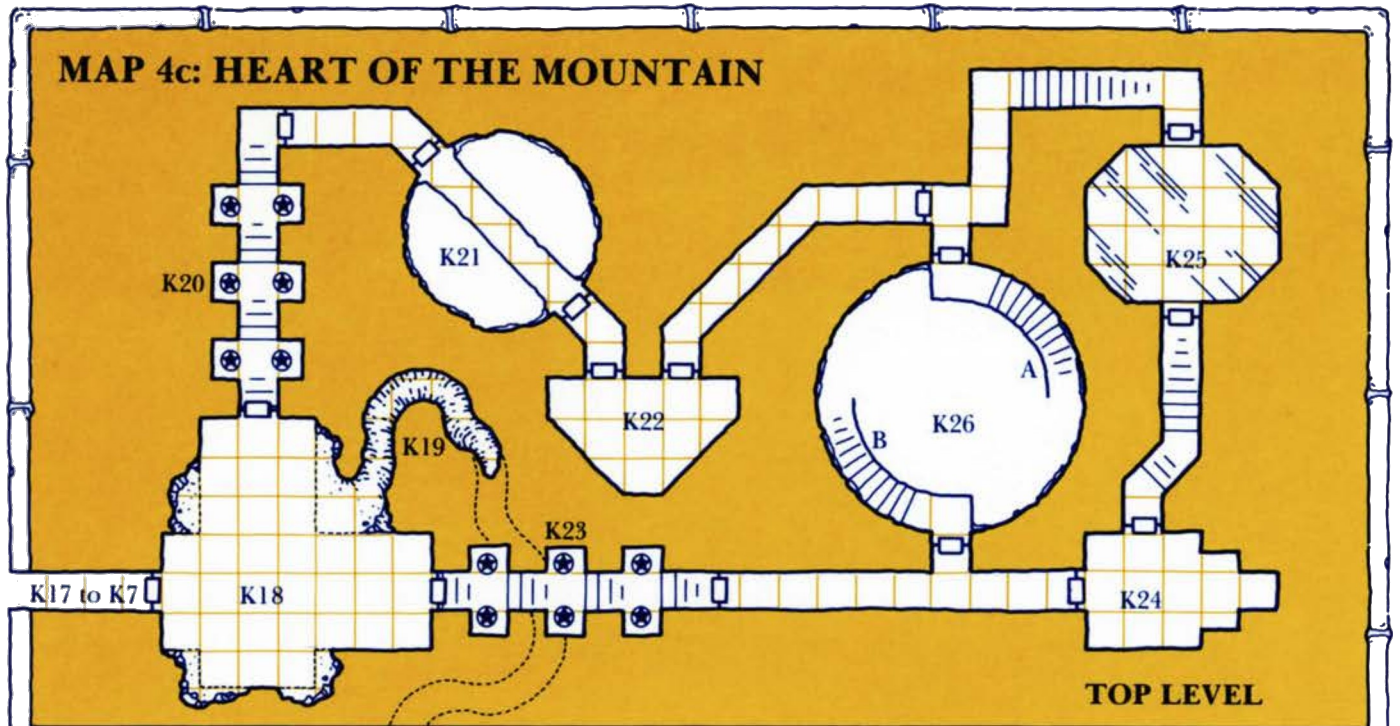 MAP 4c: HEART OF THE MOUNTAIN
K20
K21
K25
A
K19
K22
K26
B
K23
K17 to K7
K18
K24
TOP LEVEL